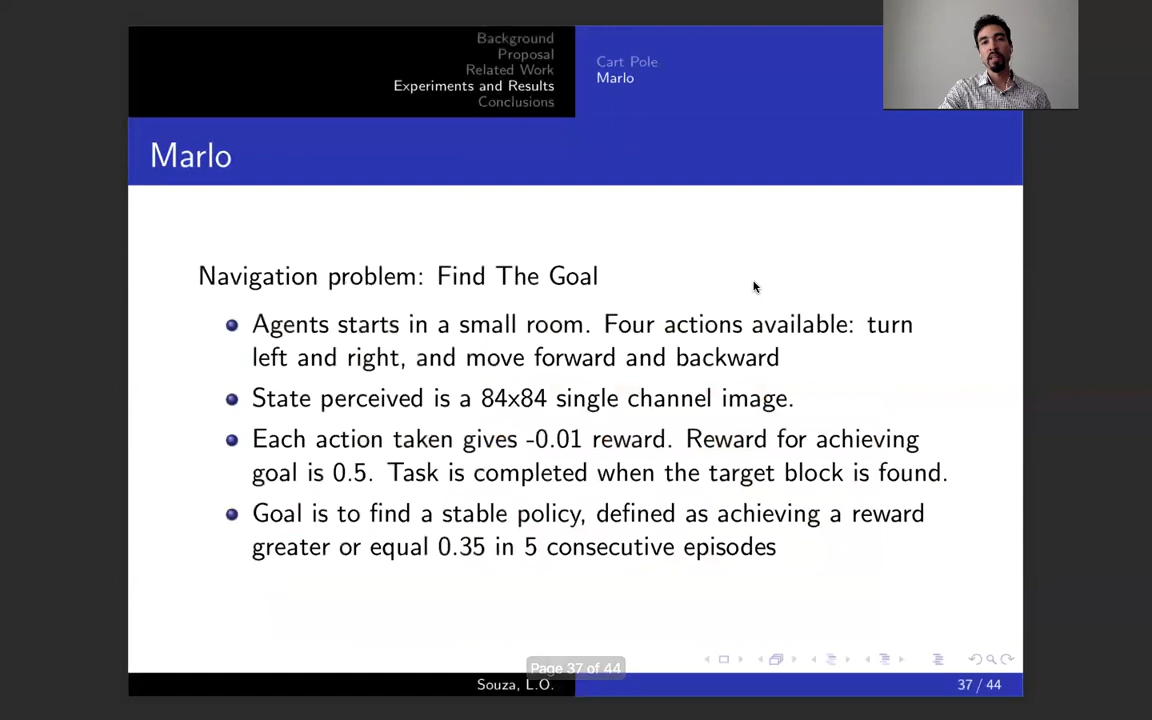 Background
Proposal
Related Work
Experiments and Results
Conclusions
Cart Pole
Marlo
Marlo
Navigation problem: Find The Goal
Agents starts in a small room. Four actions available: turn
left and right, and move forward and backward
State perceived is a 84x84 single channel image.
Each action taken gives -0.01 reward. Reward for achieving
goal is 0.5. Task is completed when the target block is found.
Goal is to find a stable policy, defined as achieving a reward
greater or equal 0.35 in 5 consecutive episodes
Page 37 of 44
Souza, L.O.
37 / 44